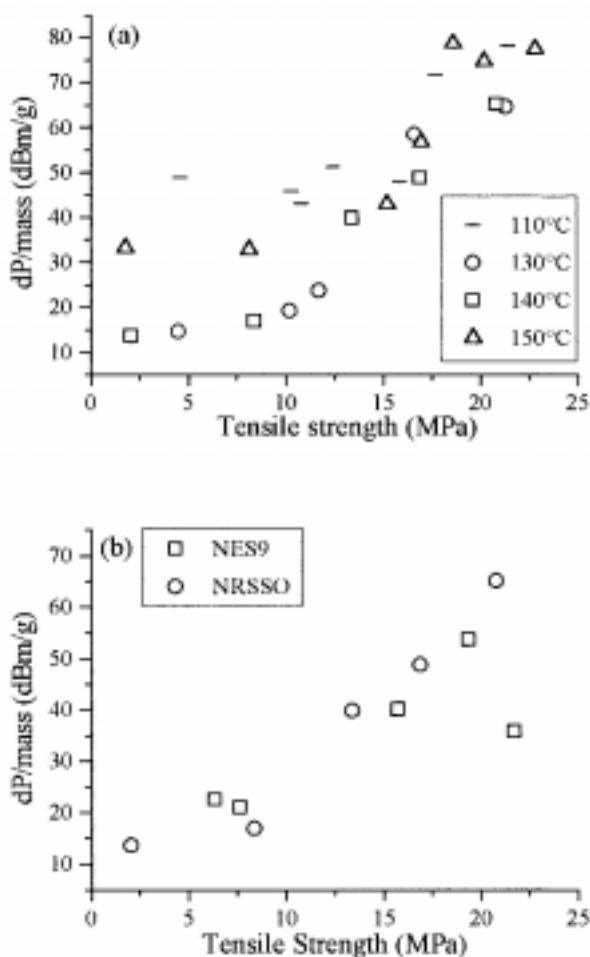 (a)
dP/mass (dBm/g)
80
70
60
50
40
30
20
10
110°C
130°C
140°C
150°C
0 5 10 15 20 25
Tensile strength (MPa)
(b)
dP/mass (dBm/g)
NES9
NRSSO
70
60
50
40
30
20
10
0 5 10 15 20 25
Tensile Strength (MPa)